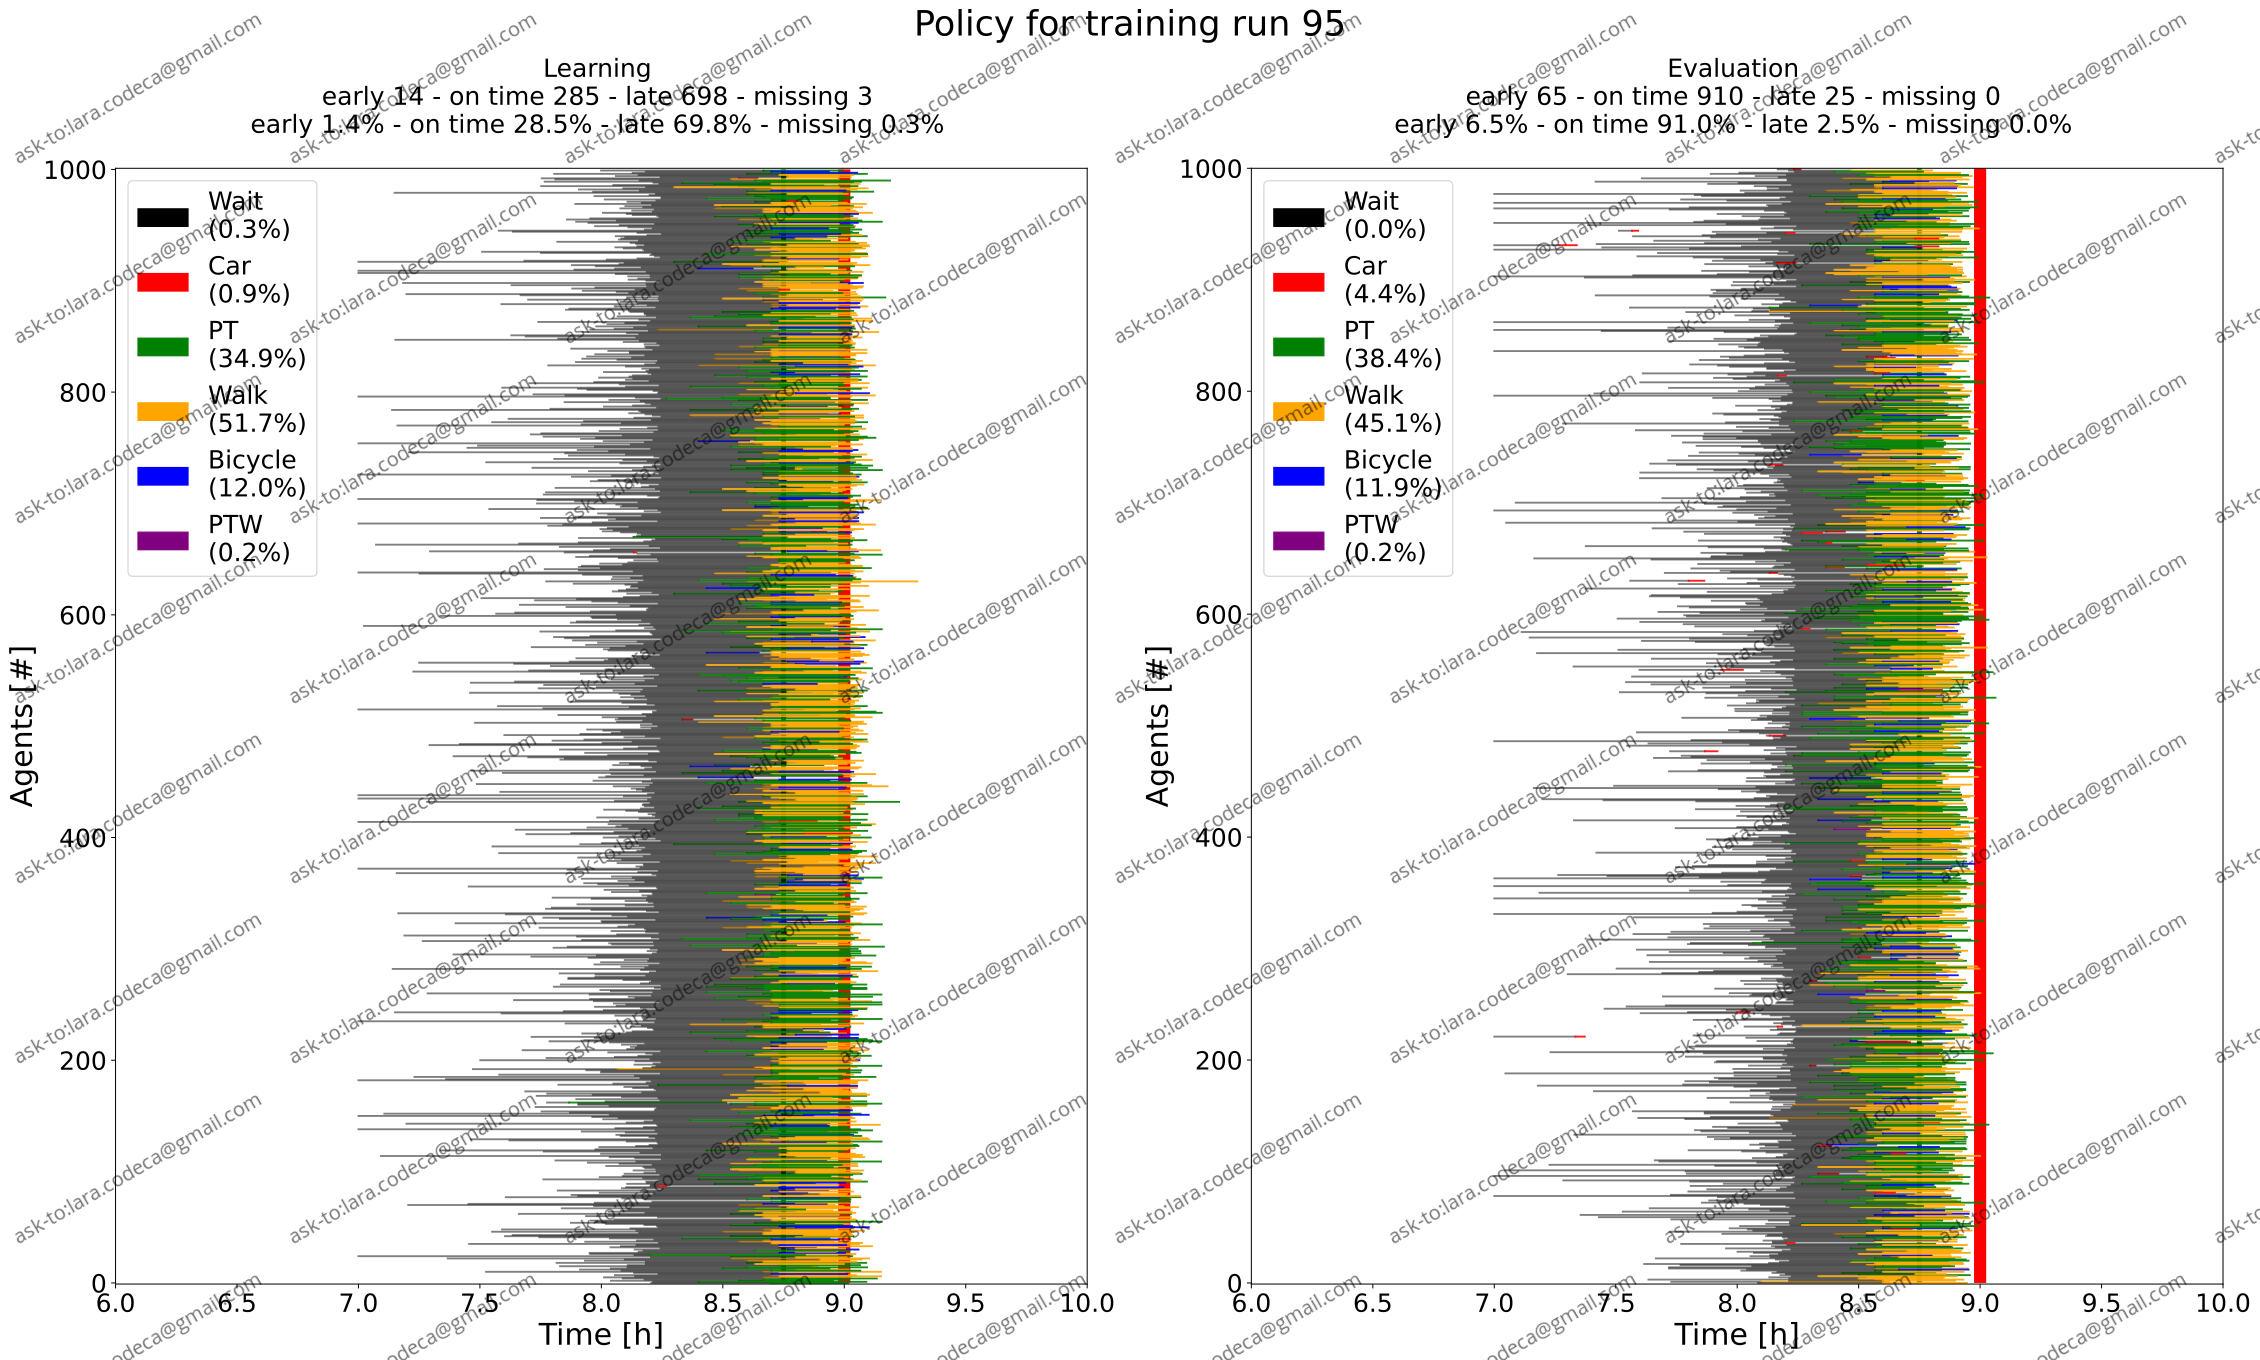 Policy for training run 95
Learning
early 14 - on time 285 - late 698 - missing 3
early 1.4% - on time 28.5% - late 69.8% - missing 0.3%
Wait
(0.3%)
Car
(0.9%)
PT
(34.9%)
Walk
(51.7%)
Bicycle
(12.0%)
PTW
(0.2%)
Agents [#]
1000
800
600
400
200
0
6.0 6.5 7.0 7.5 8.0 8.5 9.0 9.5 10.0
Time [h]
Evaluation
early 65 - on time 910 - late 25 - missing 0
early 6.5% - on time 91.0% - late 2.5% - missing 0.0%
Wait
(0.0%)
Car
(4.4%)
PT
(38.4%)
Walk
(45.1%)
Bicycle
(11.9%)
PTW
(0.2%)
Agents [#]
1000
800
600
400
200
0
6.0 6.5 7.0 7.5 8.0 8.5 9.0 9.5 10.0
Time [h]
ask-to:lara.codeca@gmail.com